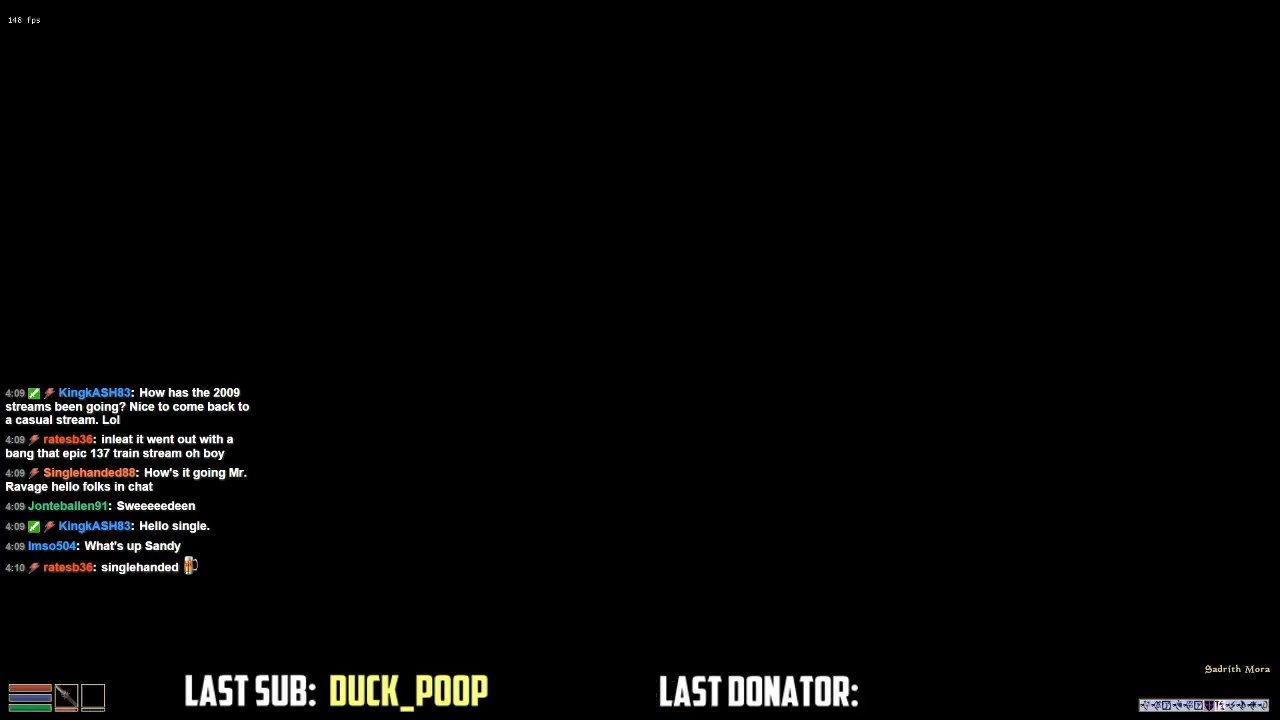 148 fps
4:09 KingkASH83: How has the 2009
streams been going? Nice to come back to
a casual stream. Lol
4:09 ratesb36: inleat it went out with a
bang that epic 137 train stream oh boy
4:09 Singlehanded88: How's it going Mr.
Ravage hello folks in chat
4:09 Jonteballen91: Sweeeeedeen
4:09 KingkASH83: Hello single.
4:09 lmso504: What's up Sandy
4:10 ratesb36: singlehanded
Sadrith Mora
LAST SUB: DUCK_POOP LAST DONATOR: